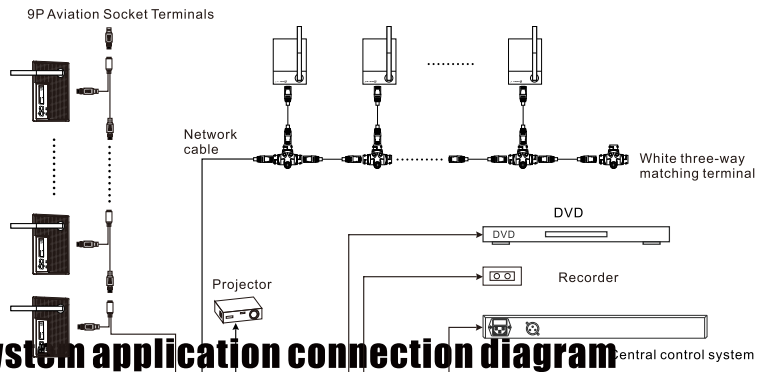 9P Aviation Socket Terminals
Network
cable
White three-way
matching terminal
DVD
DVD
Projector
Recorder
ystem application connection diagram
entral control system